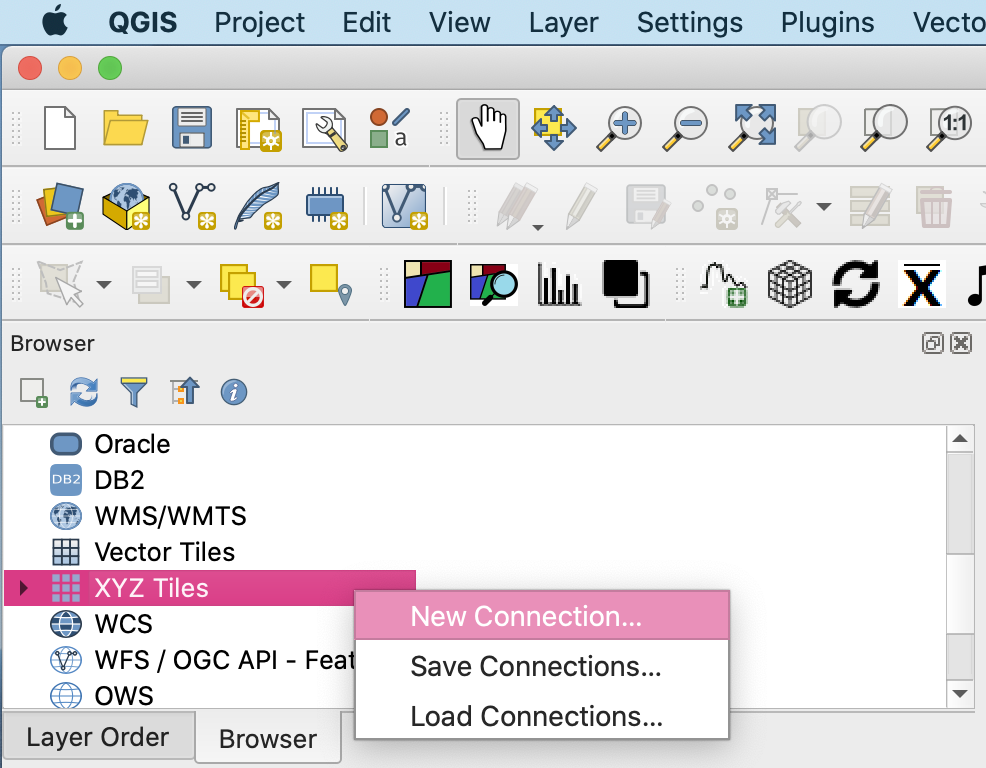 QGIS Project Edit View Layer Settings Plugins Vecto
a
1:1
Browser
Oracle
DB2 DB2
WMS/WMTS
Vector Tiles
XYZ Tiles
WCS
WFS / OGC API - Feat
OWS
New Connection...
Save Connections...
Load Connections...
Layer Order Browser